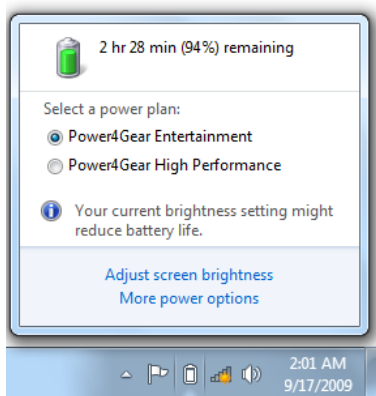 2 hr 28 min (94%) remaining
Select a power plan:
Power4Gear Entertainment
Power4Gear High Performance
Your current brightness setting might
reduce battery life.
Adjust screen brightness
More power options
2:01 AM
9/17/2009